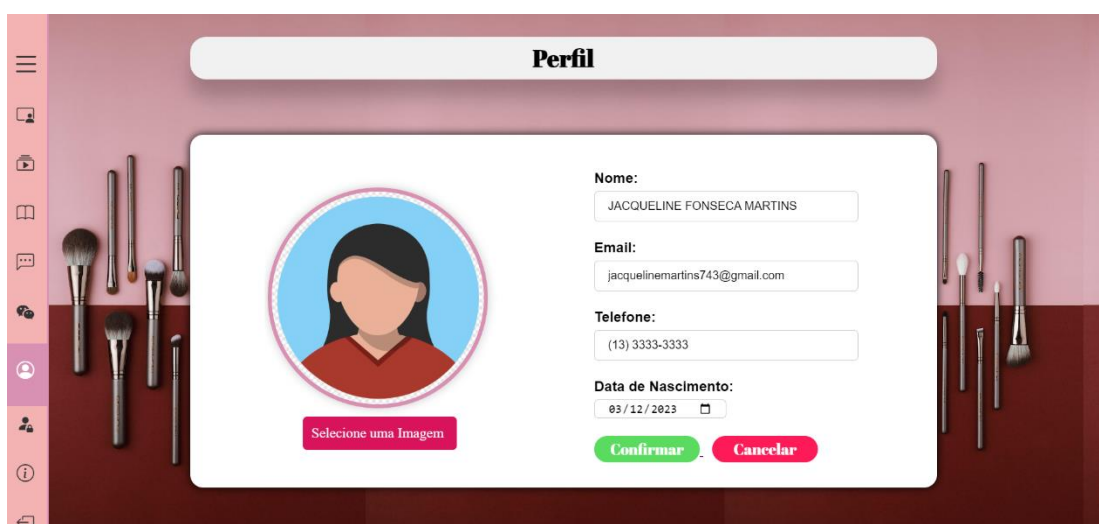 Perfil
Nome:
JACQUELINE FONSECA MARTINS
Email:
jacquelinemartins743@gmail.com
Telefone:
(13) 3333-3333
Data de Nascimento:
03/12/2023
Selecione uma Imagem
Confirmar
Cancelar